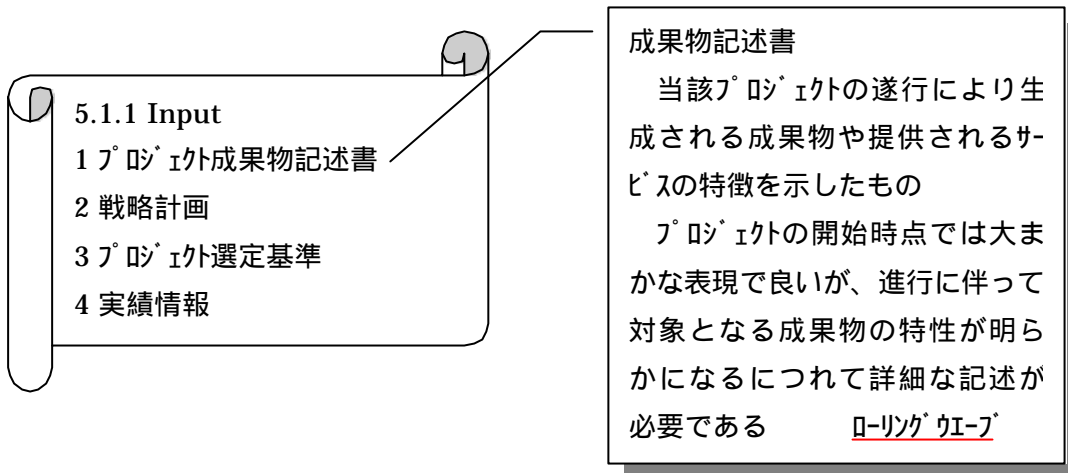 5.1.1 Input
1 ﾌﾟﾛｼﾞｪｸﾄ成果物記述書
2 戦略計画
3 ﾌﾟﾛｼﾞｪｸﾄ選定基準
4 実績情報
成果物記述書
当該ﾌﾟﾛｼﾞｪｸﾄの遂行により生
成される成果物や提供されるｻｰ
ﾋﾞｽの特徴を示したもの
ﾌﾟﾛｼﾞｪｸﾄの開始時点では大ま
かな表現で良いが、進行に伴って
対象となる成果物の特性が明ら
かになるにつれて詳細な記述が
必要である　　ﾛｰﾘﾝｸﾞｳｴｰﾌﾞ